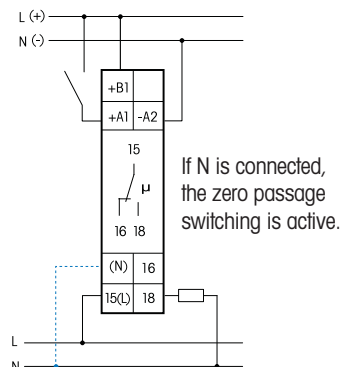 L (+)
N (-)
+B1
+A1 -A2
15
µ
16 18
If N is connected,
the zero passage
switching is active.
(N) 16
15(L) 18
L
N